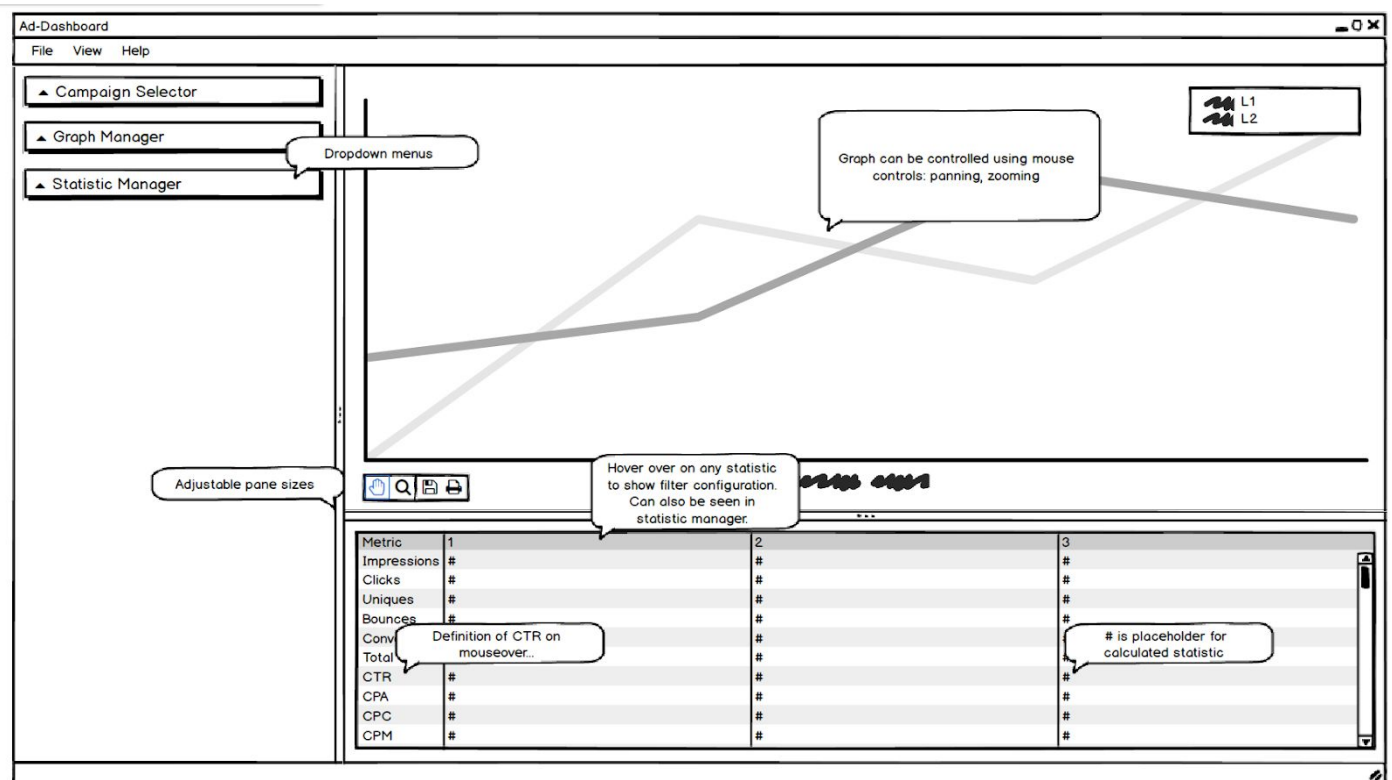 Ad-Dashboard
File View Help
Campaign Selector
Graph Manager
Statistic Manager
Dropdown menus
L1
L2
Graph can be controlled using mouse
controls: panning, zooming
Adjustable pane sizes
Hover over on any statistic
to show filter configuration.
Can also be seen in
statistic manager.
Metric 1 2 3
Impressions # # #
Clicks # # #
Uniques # # #
Bounces # # #
Conv # #
Total # #
CTR # # #
CPA # # #
CPC # # #
CPM # # #
Definition of CTR on
mouseover...
# is placeholder for
calculated statistic